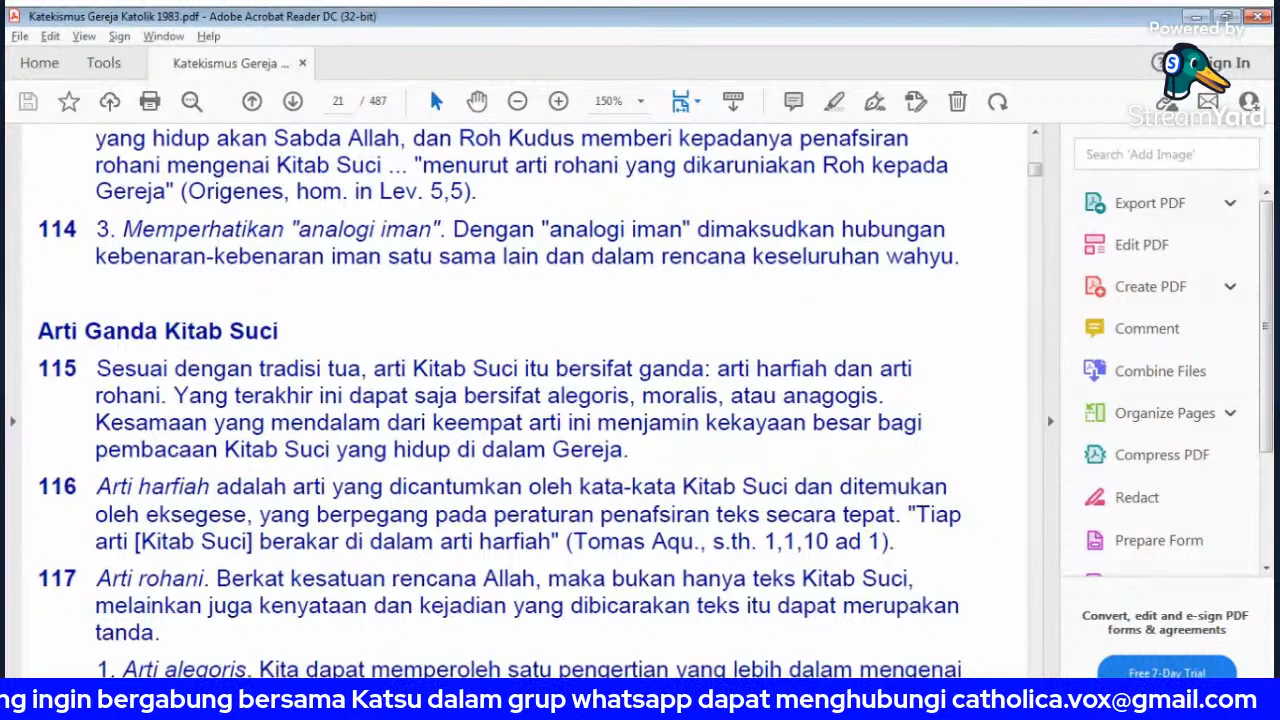 Katekismus Gereja Katolik 1983.pdf - Adobe Acrobat Reader DC (32-bit)
File Edit View Sign Window Help
Powered by
Home Tools Katekismus Gereja ... × Sign In
21 / 487 150%
StreamYard
yang hidup akan Sabda Allah, dan Roh Kudus memberi kepadanya penafsiran
rohani mengenai Kitab Suci ... "menurut arti rohani yang dikaruniakan Roh kepada
Gereja" (Origenes, hom. in Lev. 5,5).
114 3. Memperhatikan "analogi iman". Dengan "analogi iman" dimaksudkan hubungan
kebenaran-kebenaran iman satu sama lain dan dalam rencana keseluruhan wahyu.
Arti Ganda Kitab Suci
115 Sesuai dengan tradisi tua, arti Kitab Suci itu bersifat ganda: arti harfiah dan arti
rohani. Yang terakhir ini dapat saja bersifat alegoris, moralis, atau anagogis.
Kesamaan yang mendalam dari keempat arti ini menjamin kekayaan besar bagi
pembacaan Kitab Suci yang hidup di dalam Gereja.
116 Arti harfiah adalah arti yang dicantumkan oleh kata-kata Kitab Suci dan ditemukan
oleh eksegese, yang berpegang pada peraturan penafsiran teks secara tepat. "Tiap
arti [Kitab Suci] berakar di dalam arti harfiah" (Tomas Aqu., s.th. 1,1,10 ad 1).
117 Arti rohani. Berkat kesatuan rencana Allah, maka bukan hanya teks Kitab Suci,
melainkan juga kenyataan dan kejadian yang dibicarakan teks itu dapat merupakan
tanda.
1. Arti alegoris. Kita dapat memperoleh satu pengertian yang lebih dalam mengenai
Search 'Add Image'
Export PDF
Edit PDF
Create PDF
Comment
Combine Files
Organize Pages
Compress PDF
Redact
Prepare Form
Convert, edit and e-sign PDF
forms & agreements
Free 7-Day Trial
ng ingin bergabung bersama Katsu dalam grup whatsapp dapat menghubungi catholica.vox@gmail.com